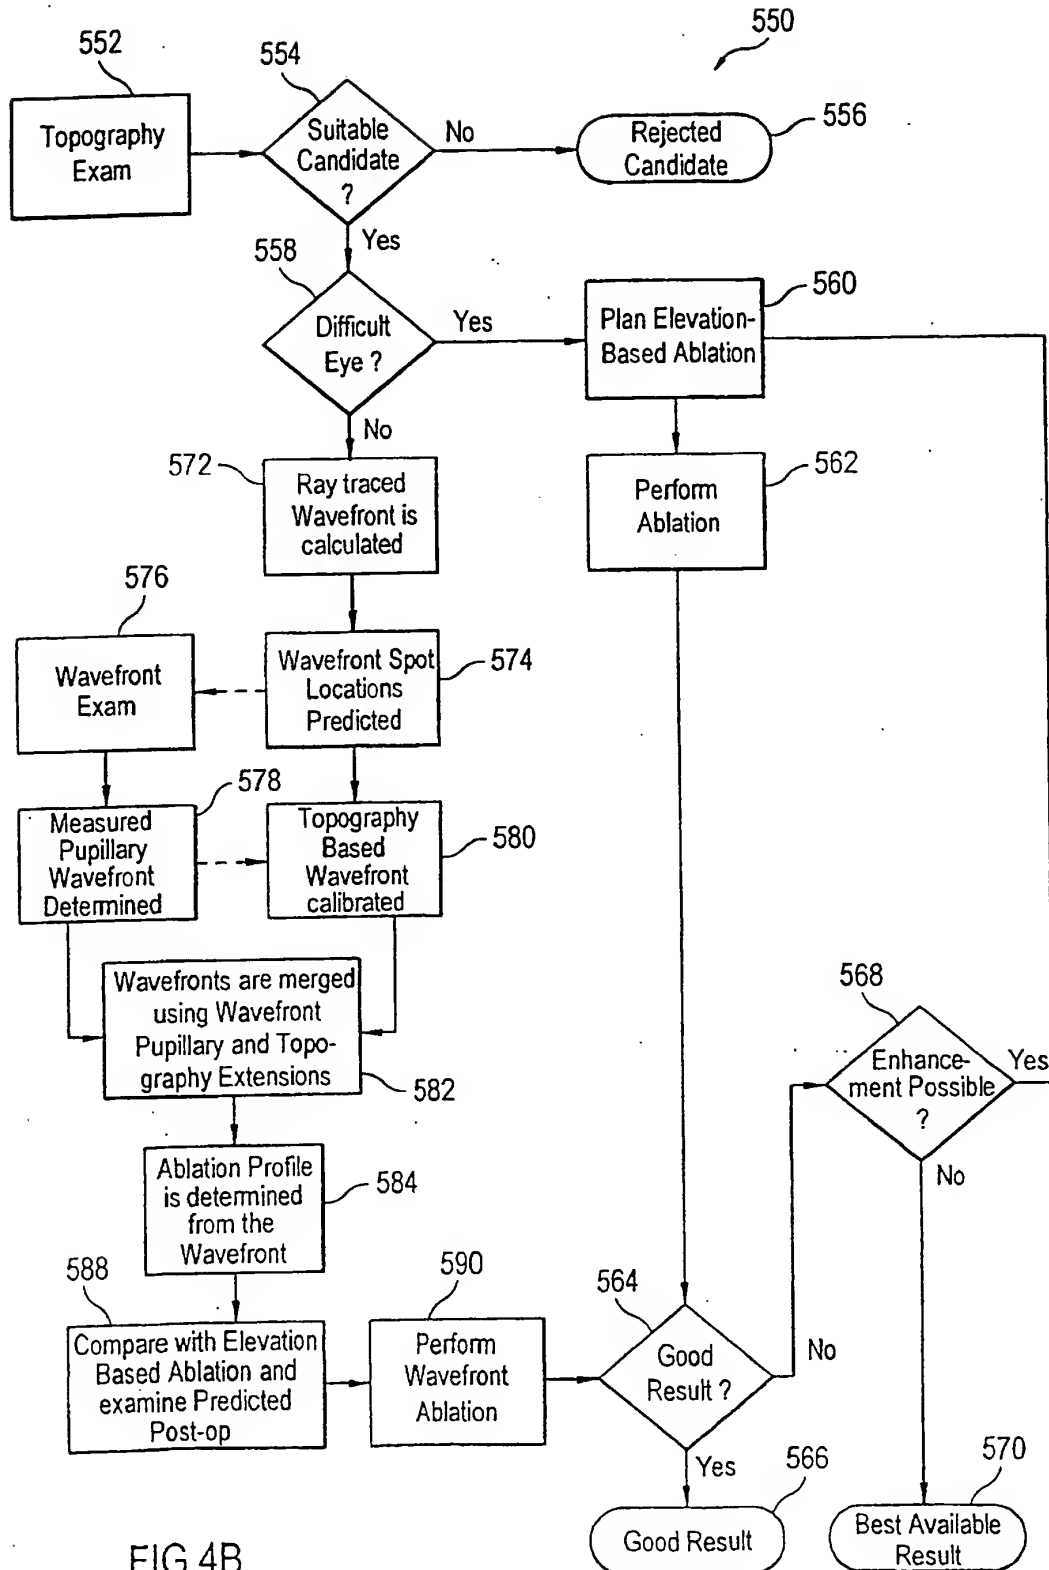 550
552
Topography
Exam
554
Suitable
Candidate
?
No
Rejected
Candidate
556
Yes
558
Difficult
Eye ?
Yes
Plan Elevation-
Based Ablation
560
No
572
Ray traced
Wavefront is
calculated
Perform
Ablation
562
576
Wavefront
Exam
Wavefront Spot
Locations
Predicted
574
578
Measured
Pupillary
Wavefront
Determined
Topography
Based
Wavefront
calibrated
580
Wavefronts are merged
using Wavefront
Pupillary and Topo-
graphy Extensions
582
568
Enhance-
ment Possible
?
Yes
No
Ablation Profile
is determined
from the
Wavefront
584
588
Compare with Elevation
Based Ablation and
examine Predicted
Post-op
590
Perform
Wavefront
Ablation
564
Good
Result ?
No
Yes
566
Good Result
570
Best Available
Result
FIG 4B